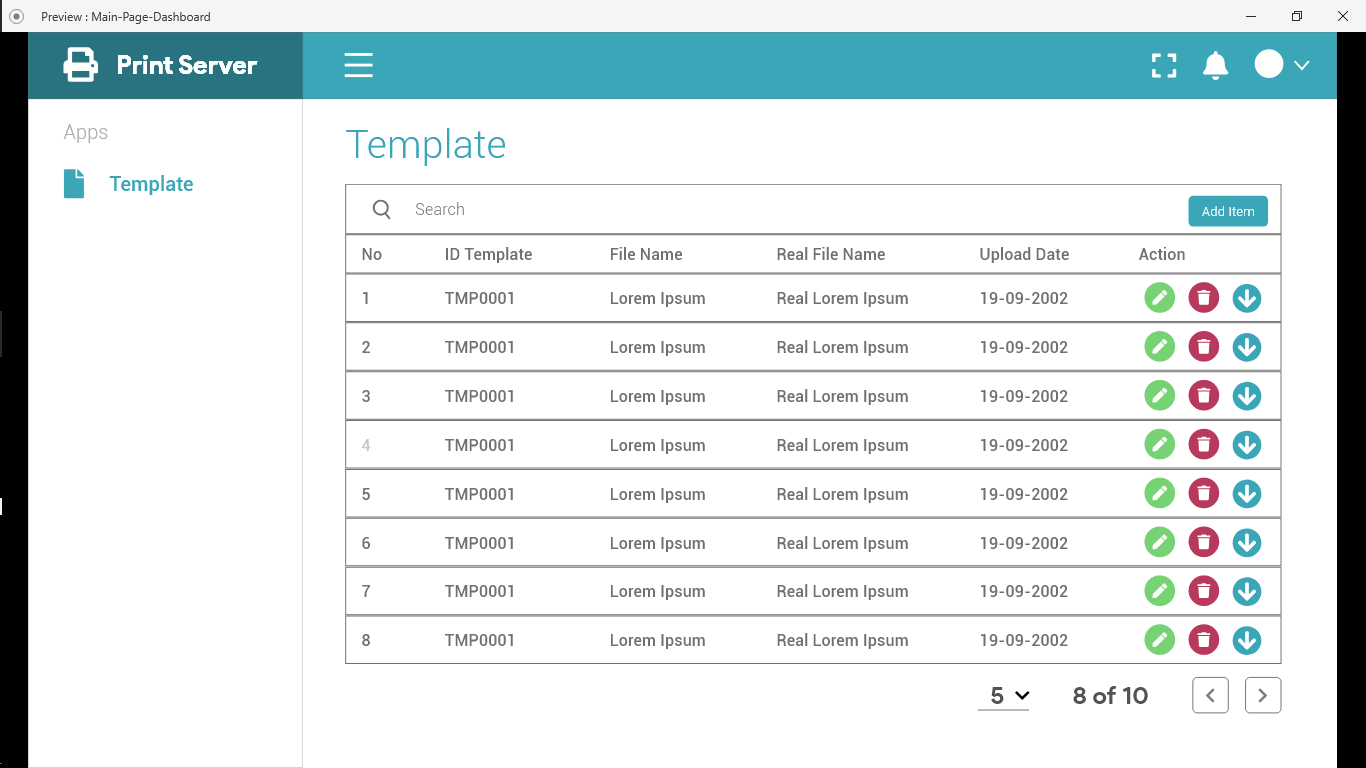 Preview : Main-Page-Dashboard
Print Server
Apps
Template
Template
Search
Add Item
No ID Template File Name Real File Name Upload Date Action
1 TMP0001 Lorem Ipsum Real Lorem Ipsum 19-09-2002
2 TMP0001 Lorem Ipsum Real Lorem Ipsum 19-09-2002
3 TMP0001 Lorem Ipsum Real Lorem Ipsum 19-09-2002
4 TMP0001 Lorem Ipsum Real Lorem Ipsum 19-09-2002
5 TMP0001 Lorem Ipsum Real Lorem Ipsum 19-09-2002
6 TMP0001 Lorem Ipsum Real Lorem Ipsum 19-09-2002
7 TMP0001 Lorem Ipsum Real Lorem Ipsum 19-09-2002
8 TMP0001 Lorem Ipsum Real Lorem Ipsum 19-09-2002
5 8 of 10